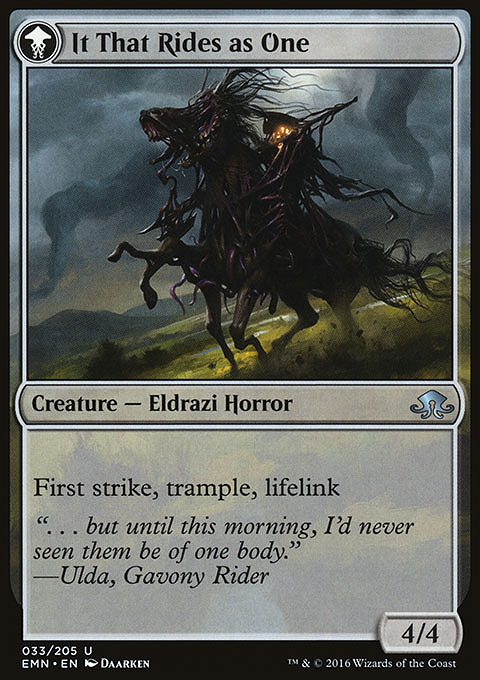 It That Rides as One
Creature — Eldrazi Horror
First strike, trample, lifelink
“. . . but until this morning, I’d never
seen them be of one body.”
—Ulda, Gavony Rider
4/4
033/205 U
EMN • EN Daarken
™ & © 2016 Wizards of the Coast